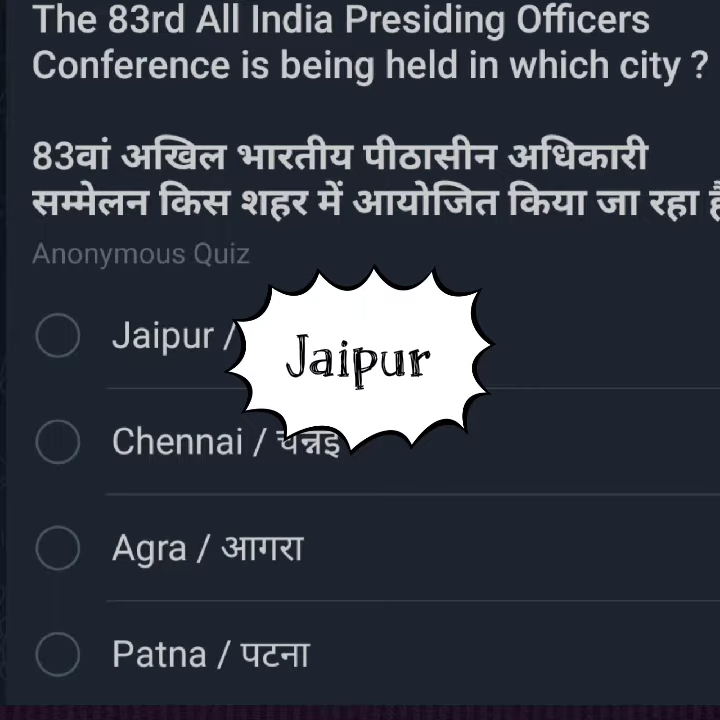 The 83rd All India Presiding Officers
Conference is being held in which city ?
83वां अखिल भारतीय पीठासीन अधिकारी
सम्मेलन किस शहर में आयोजित किया जा रहा
Anonymous Quiz
Jaipur /
Jaipur
Chennai / चेन्नई
Agra / आगरा
Patna / पटना